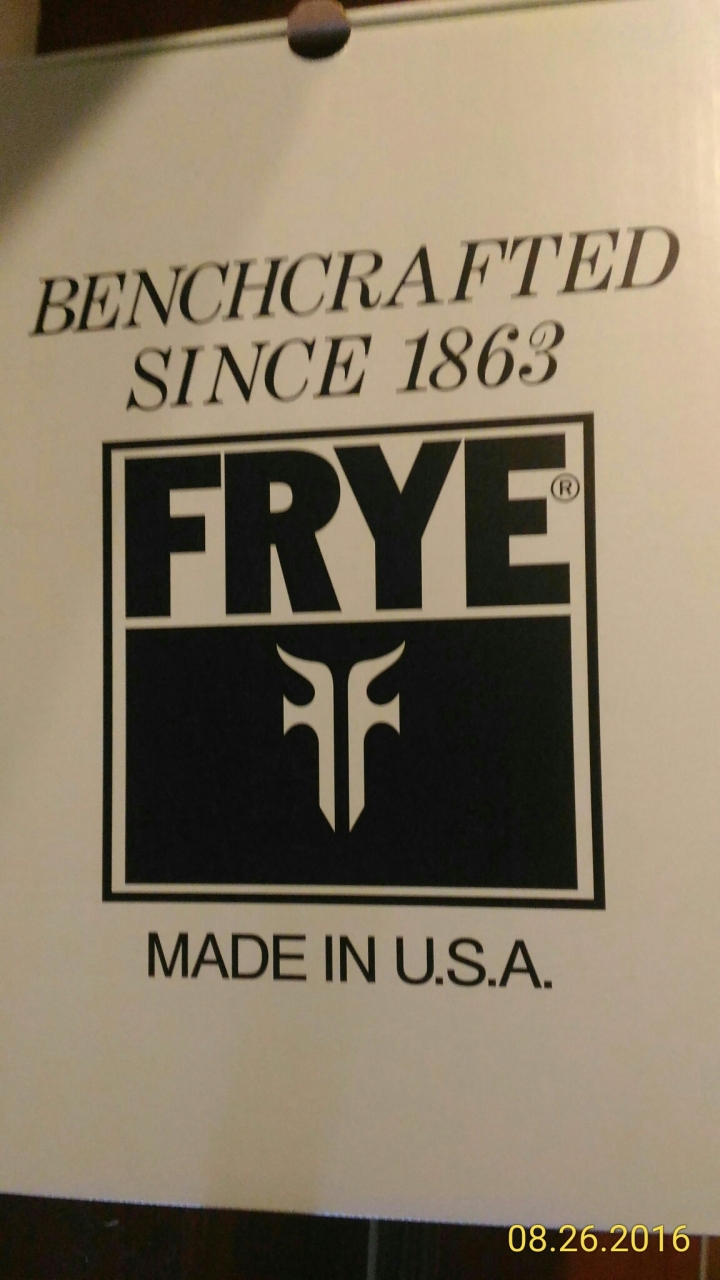 BENCHCRAFTED
SINCE 1863
FRYE®
MADE IN U.S.A.
08.26.2016